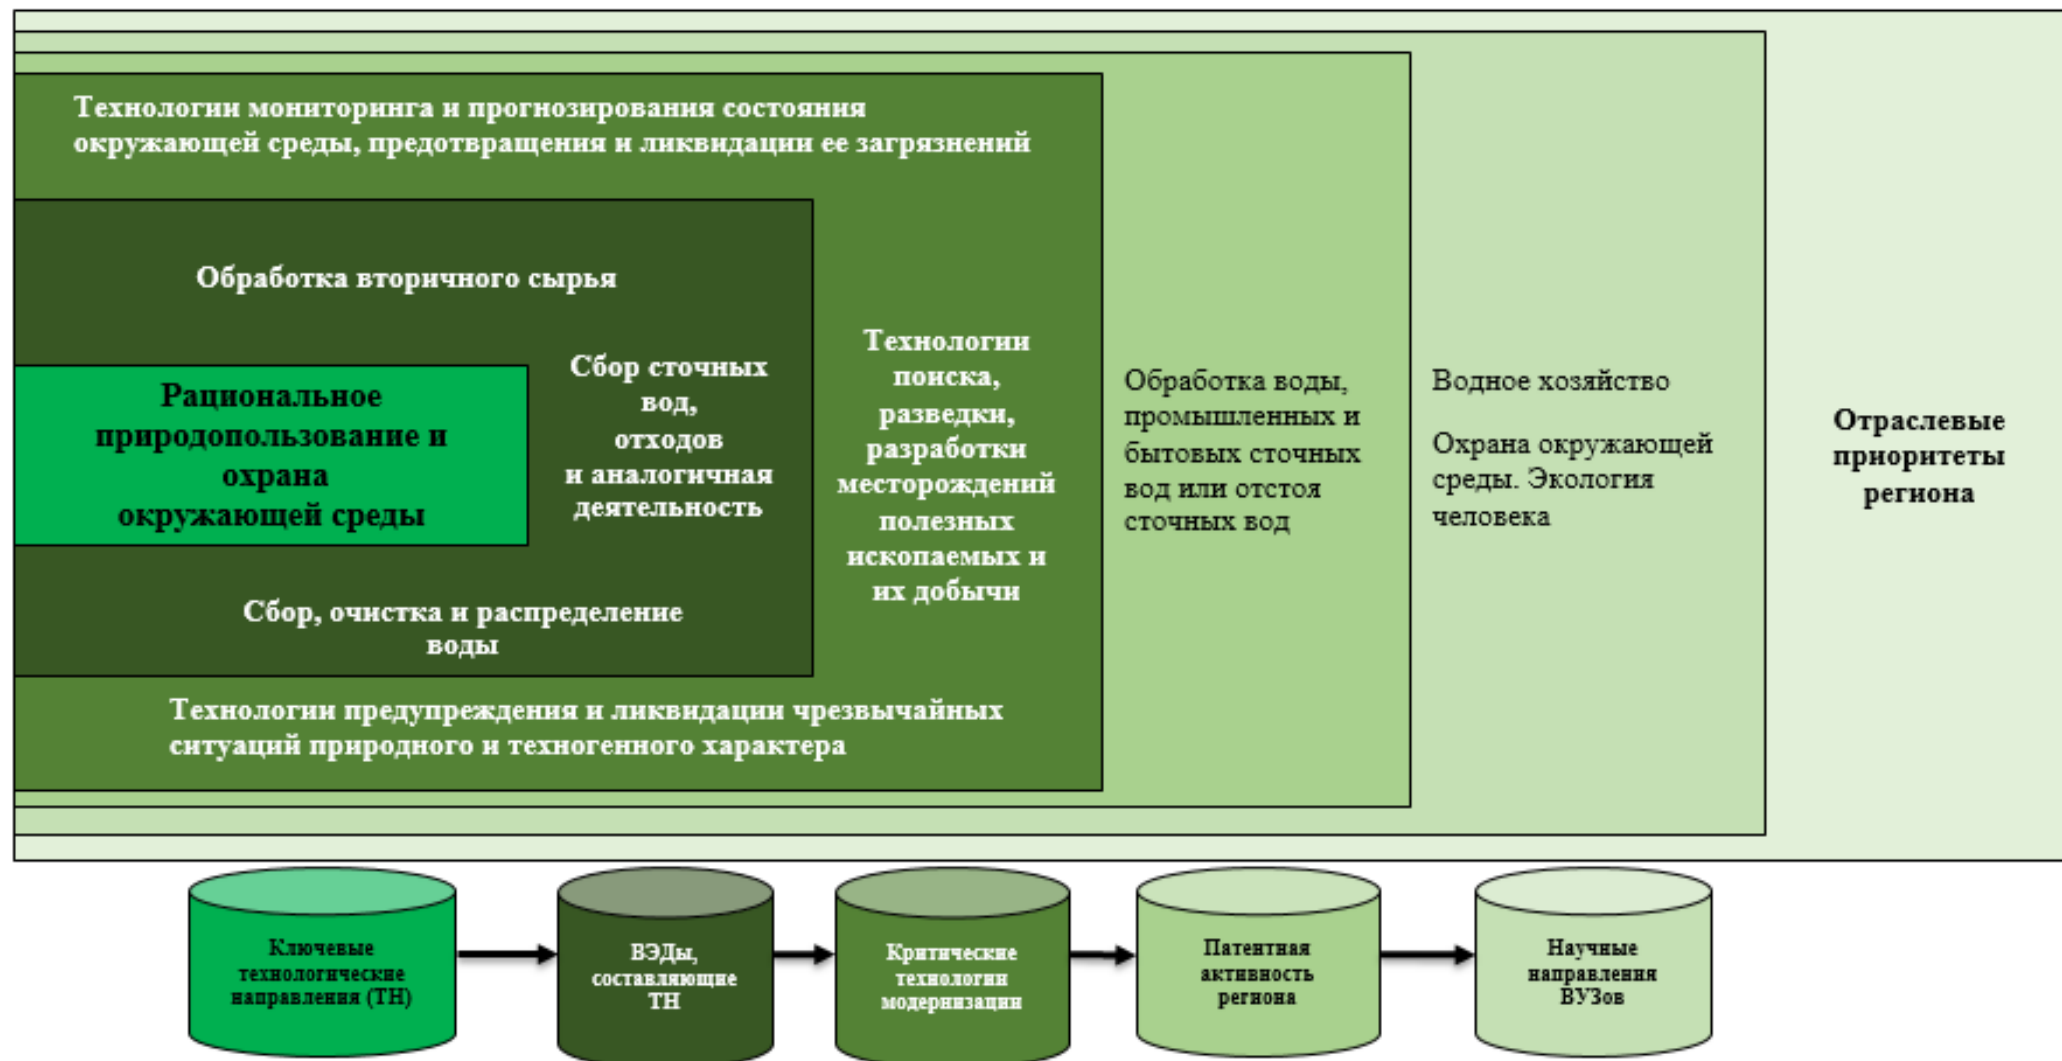 Технологии мониторинга и прогнозирования состояния
окружающей среды, предотвращения и ликвидации ее загрязнений
Обработка вторичного сырья
Рациональное
природопользование и
охрана
окружающей среды
Сбор сточных
вод,
отходов
и аналогичная
деятельность
Сбор, очистка и распределение
воды
Технологии
поиска,
разведки,
разработки
месторождений
полезных
ископаемых и
их добычи
Технологии предупреждения и ликвидации чрезвычайных
ситуаций природного и техногенного характера
Обработка воды,
промышленных и
бытовых сточных
вод или отстоя
сточных вод
Водное хозяйство
Охрана окружающей
среды. Экология
человека
Отраслевые
приоритеты
региона
Ключевые
технологические
направления (ТН)
ВЭДы,
составляющие
ТН
Критические
технологии
модернизации
Патентная
активность
региона
Научные
направления
ВУЗов